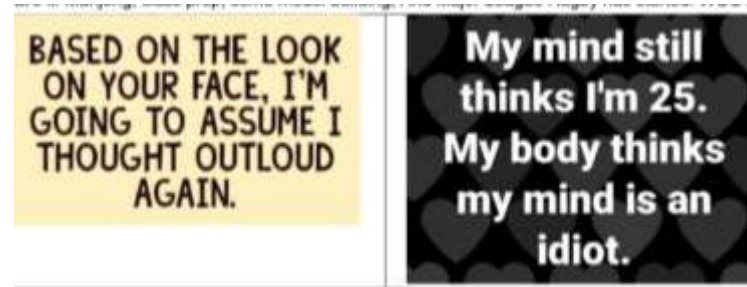 BASED ON THE LOOK
ON YOUR FACE, I'M
GOING TO ASSUME I
THOUGHT OUTLOUD
AGAIN.
My mind still
thinks I'm 25.
My body thinks
my mind is an
idiot.